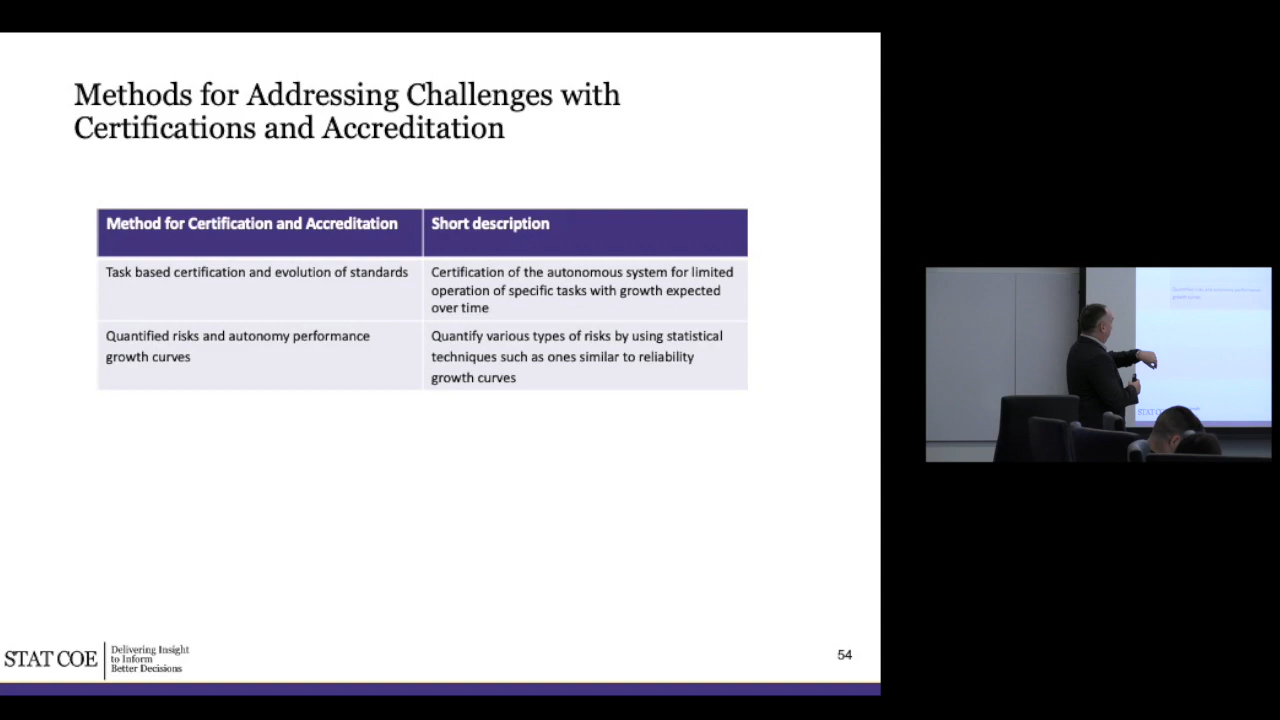 Methods for Addressing Challenges with
Certifications and Accreditation
Method for Certification and Accreditation
Short description
Task based certification and evolution of standards
Certification of the autonomous system for limited
operation of specific tasks with growth expected
over time
Quantified risks and autonomy performance
growth curves
Quantify various types of risks by using statistical
techniques such as ones similar to reliability
growth curves
STAT COE
Delivering Insight
to Inform
Better Decisions
54